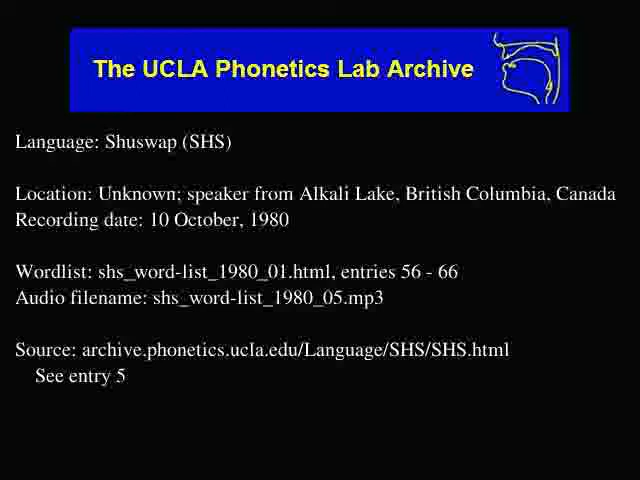 The UCLA Phonetics Lab Archive
Language: Shuswap (SHS)
Location: Unknown; speaker from Alkali Lake, British Columbia, Canada
Recording date: 10 October, 1980
Wordlist: shs_word-list_1980_01.html, entries 56 - 66
Audio filename: shs_word-list_1980_05.mp3
Source: archive.phonetics.ucla.edu/Language/SHS/SHS.html
See entry 5